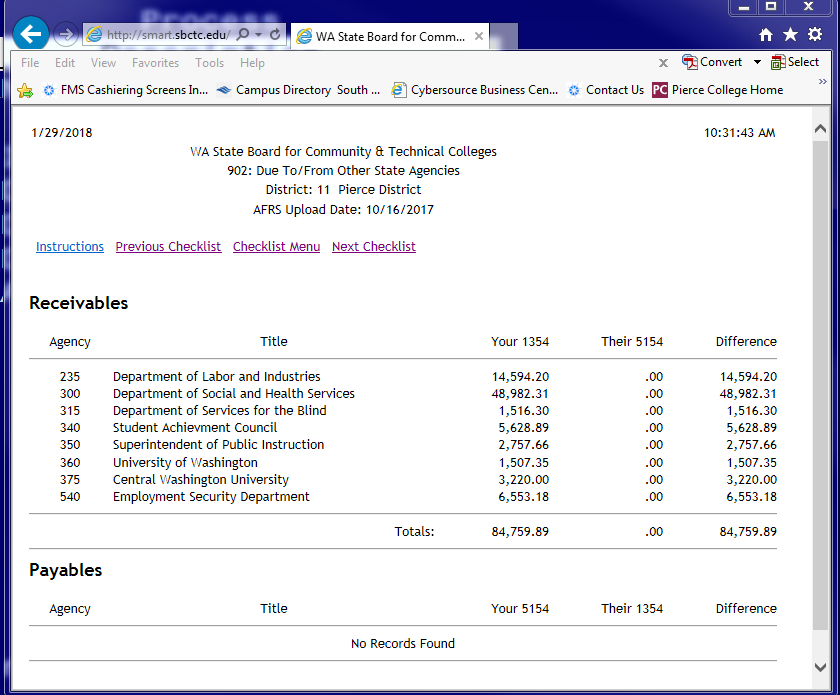 Process
http://smart.sbctc.edu/
WA State Board for Comm...
File Edit View Favorites Tools Help
Convert Select
FMS Cashiering Screens In... Campus Directory South ... Cybersource Business Cen... Contact Us PC Pierce College Home
1/29/2018 10:31:43 AM
WA State Board for Community & Technical Colleges
902: Due To/From Other State Agencies
District: 11 Pierce District
AFRS Upload Date: 10/16/2017
Instructions Previous Checklist Checklist Menu Next Checklist
Receivables
Agency Title Your 1354 Their 5154 Difference
235 Department of Labor and Industries 14,594.20 .00 14,594.20
300 Department of Social and Health Services 48,982.31 .00 48,982.31
315 Department of Services for the Blind 1,516.30 .00 1,516.30
340 Student Achievment Council 5,628.89 .00 5,628.89
350 Superintendent of Public Instruction 2,757.66 .00 2,757.66
360 University of Washington 1,507.35 .00 1,507.35
375 Central Washington University 3,220.00 .00 3,220.00
540 Employment Security Department 6,553.18 .00 6,553.18
Totals: 84,759.89 .00 84,759.89
Payables
Agency Title Your 5154 Their 1354 Difference
No Records Found